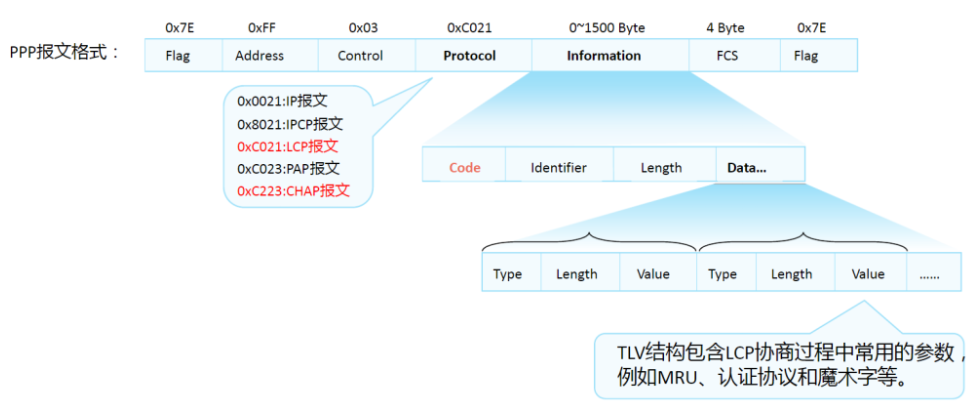 0x7E 0xFF 0x03 0xC021 0~1500 Byte 4 Byte 0x7E
PPP报文格式： Flag Address Control Protocol Information FCS Flag
0x0021:IP报文
0x8021:IPCP报文
0xC021:LCP报文
0xC023:PAP报文
0xC223:CHAP报文
Code Identifier Length Data...
Type Length Value Type Length Value ......
TLV结构包含LCP协商过程中常用的参数，
例如MRU、认证协议和魔术字等。